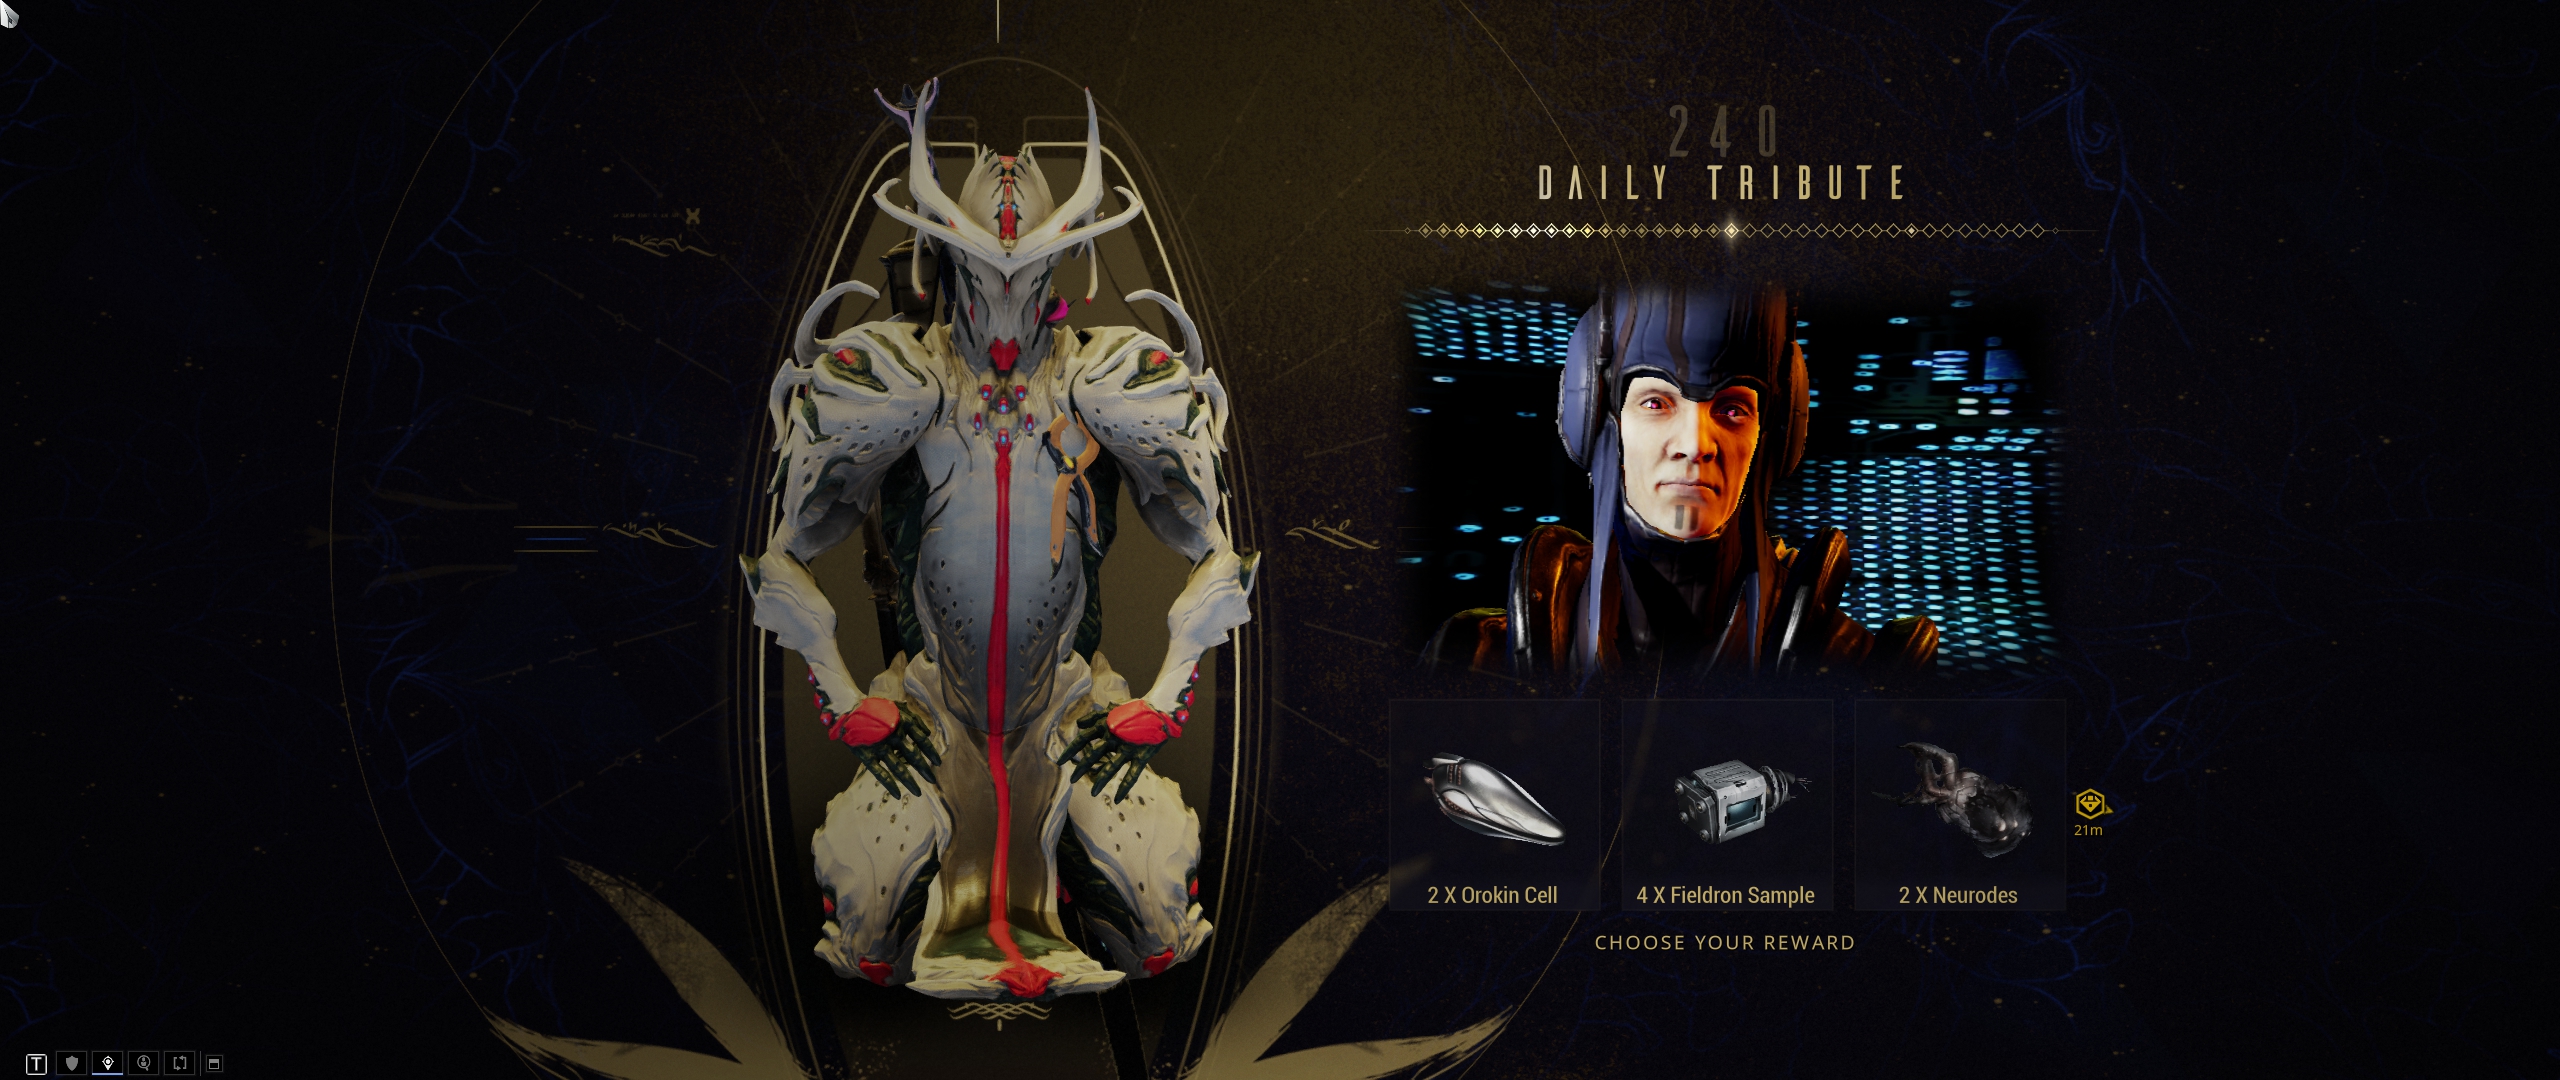 240
DAILY TRIBUTE
2 X Orokin Cell
4 X Fieldron Sample
2 X Neurodes
21m
CHOOSE YOUR REWARD
T